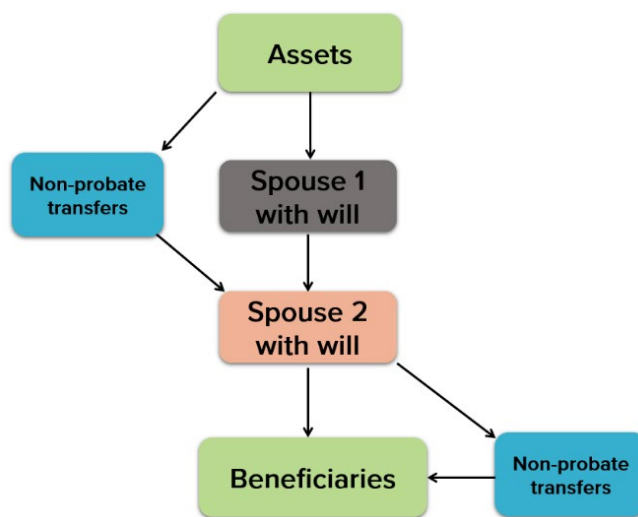 Assets
Non-probate
transfers
Spouse 1
with will
Spouse 2
with will
Beneficiaries
Non-probate
transfers